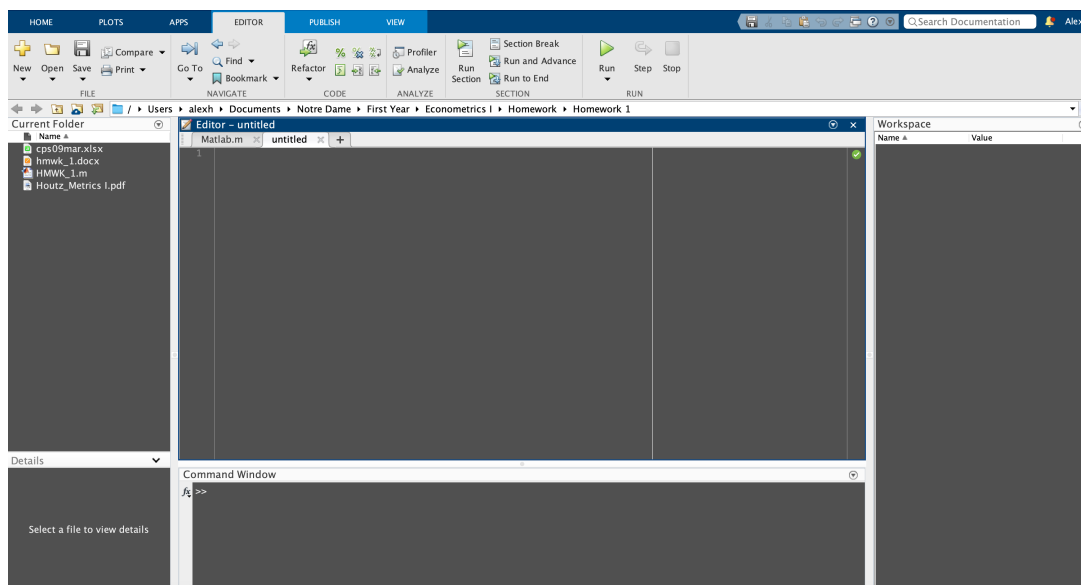 HOME PLOTS APPS EDITOR PUBLISH VIEW
Search Documentation Alex
New Open Save Compare Print
Go To Find Bookmark
Refactor
Profiler Analyze
Run Section Section Break Run and Advance Run to End
Run Step Stop
FILE NAVIGATE CODE ANALYZE SECTION RUN
/ Users alexh Documents Notre Dame First Year Econometrics I Homework Homework 1
Current Folder
Name
cps09mar.xlsx
hmwk_1.docx
HMWK_1.m
Houtz_Metrics I.pdf
Details
Select a file to view details
Editor – untitled
Matlab.m untitled +
1
Command Window
fx >>
Workspace
Name Value